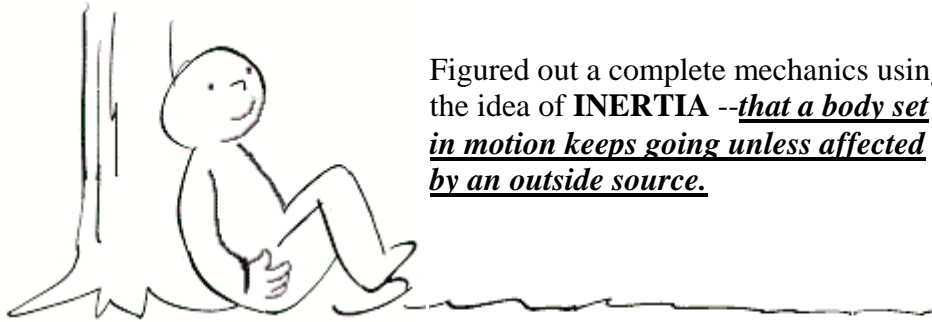 Figured out a complete mechanics usin
the idea of INERTIA --that a body set
in motion keeps going unless affected
by an outside source.